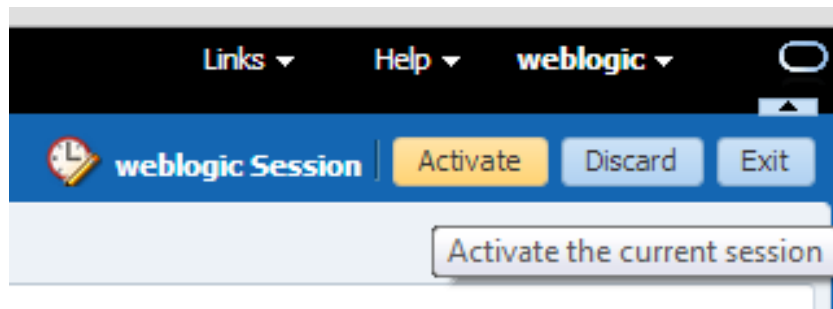 Links Help weblogic
weblogic Session Activate Discard Exit
Activate the current session